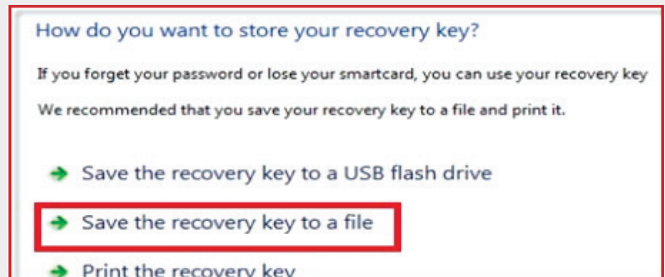 How do you want to store your recovery key?
If you forget your password or lose your smartcard, you can use your recovery key
We recommended that you save your recovery key to a file and print it.
Save the recovery key to a USB flash drive
Save the recovery key to a file
Print the recovery key